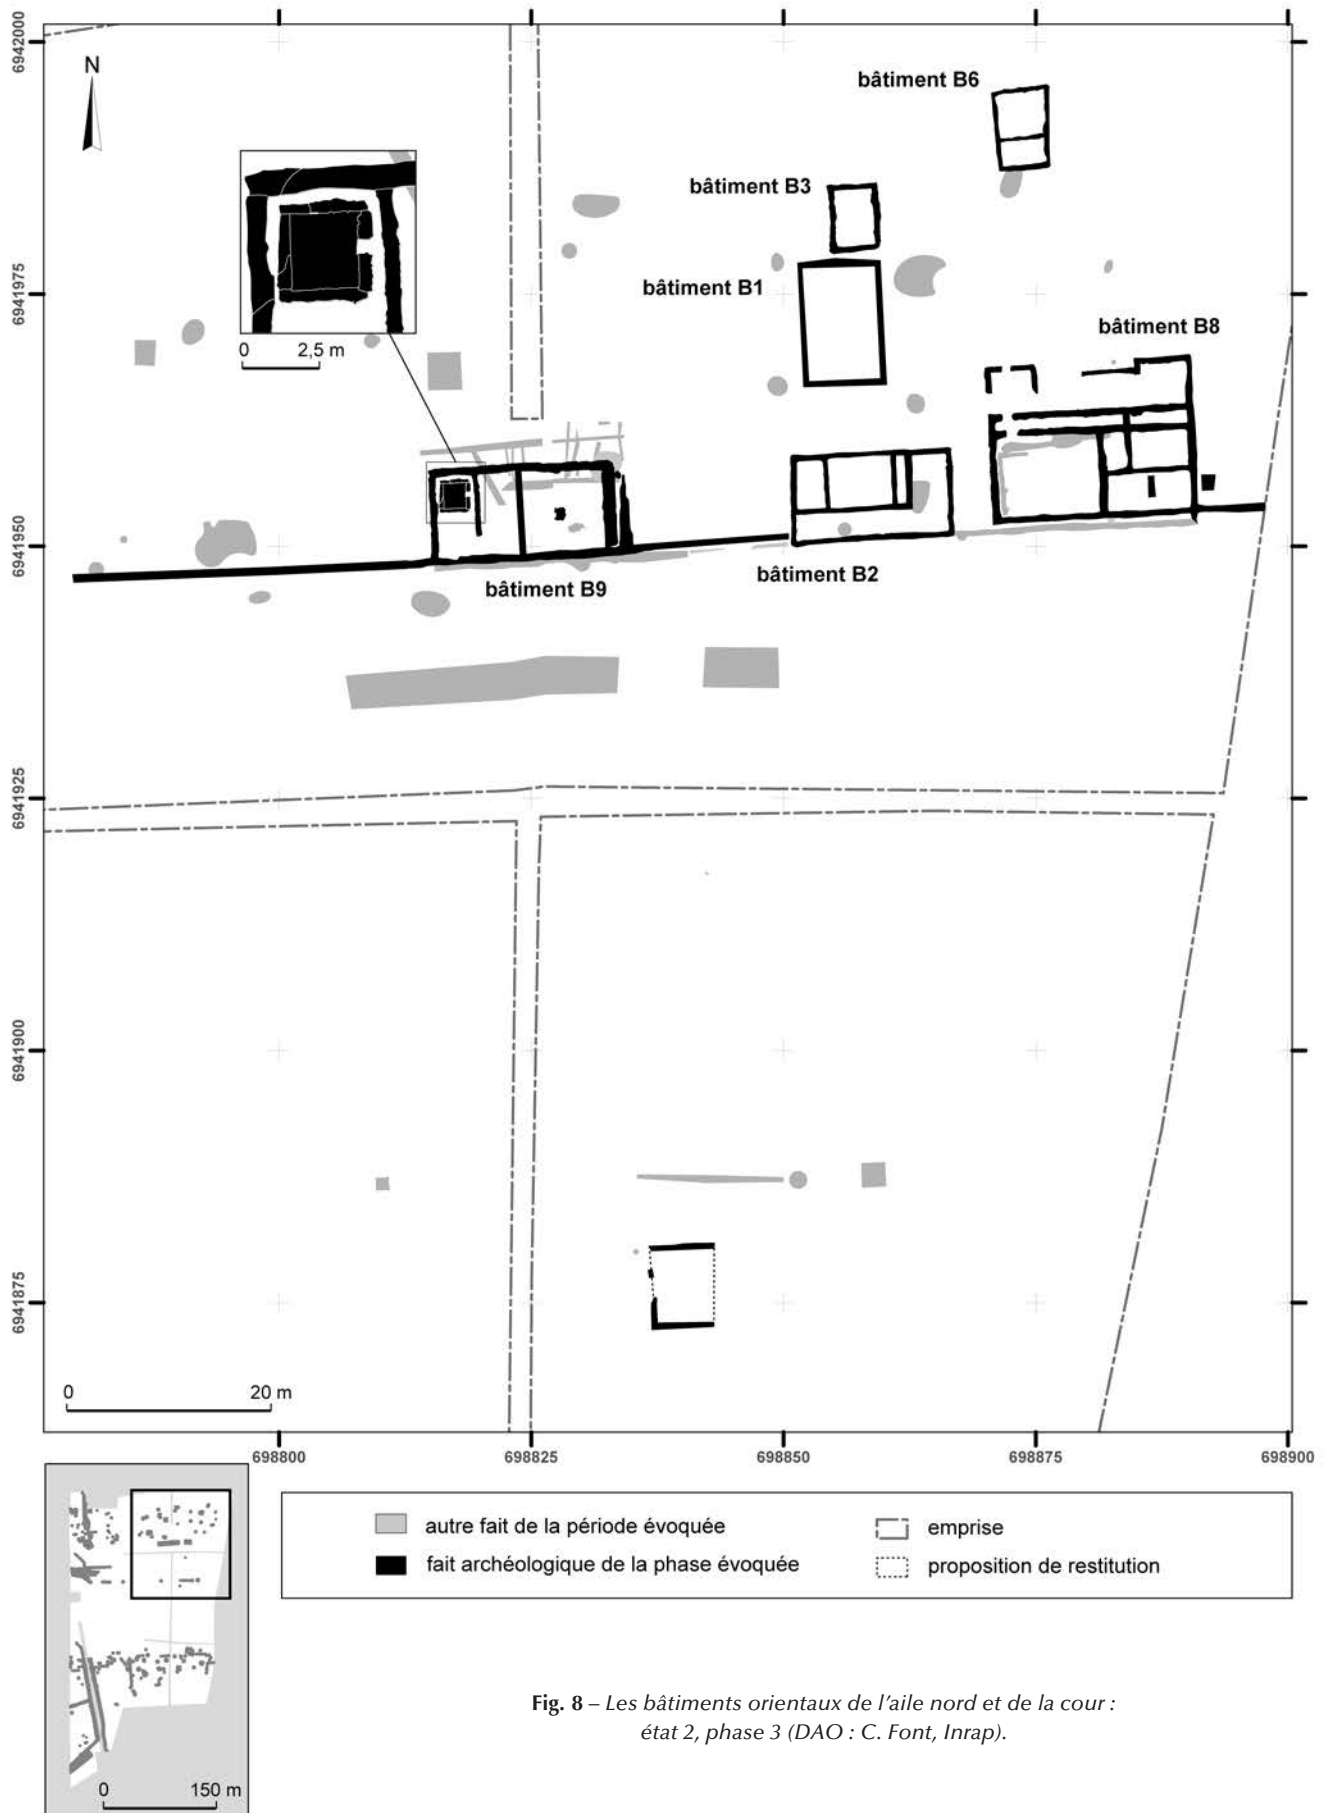 6942000
N
bâtiment B6
bâtiment B3
6941975
bâtiment B1
bâtiment B8
0 2,5 m
6941950
bâtiment B2
bâtiment B9
6941925
6941900
6941875
0 20 m
698800 698825 698850 698875 698900
autre fait de la période évoquée
emprise
fait archéologique de la phase évoquée
proposition de restitution
0 150 m
Fig. 8 – Les bâtiments orientaux de l'aile nord et de la cour :
état 2, phase 3 (DAO : C. Font, Inrap).